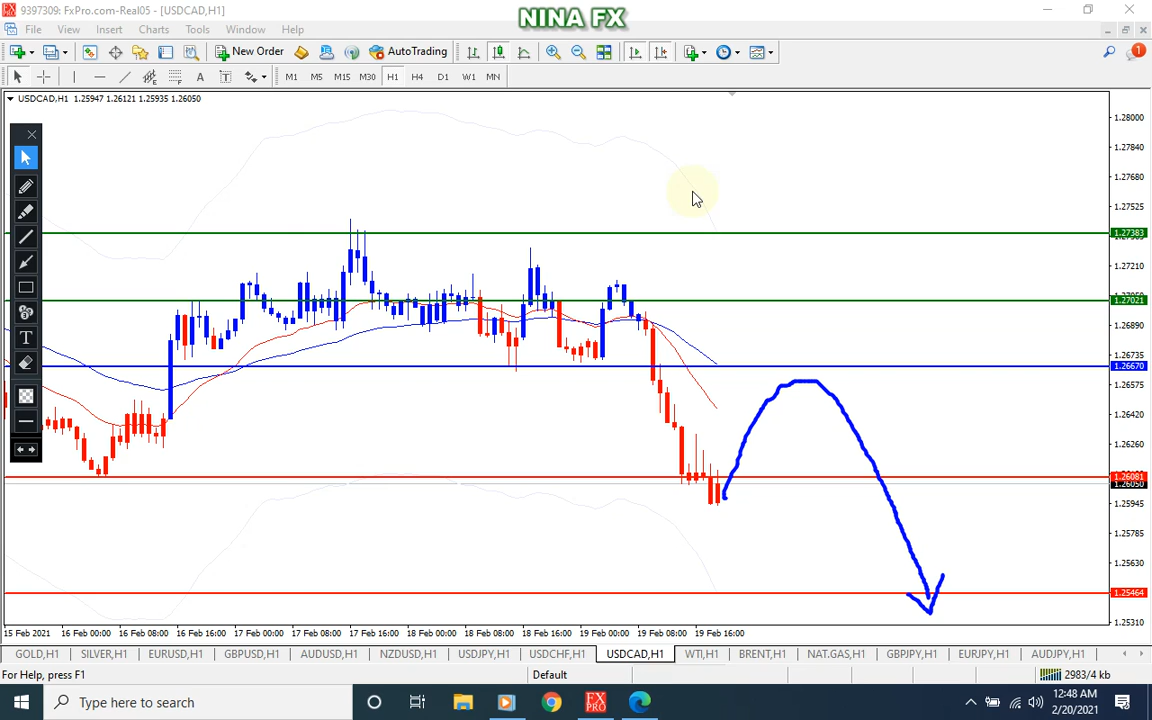 9397309: FxPro.com-Real05 - [USDCAD,H1]
NINA FX
File View Insert Charts Tools Window Help
New Order AutoTrading
1
A T M1 M5 M15 M30 H1 H4 D1 W1 MN
USDCAD,H1 1.25947 1.26121 1.25935 1.26050
1.28000
1.27840
1.27680
1.27525
1.27383
1.27210
1.27021
1.26890
1.26735
1.26670
1.26575
1.26420
1.26260
1.26081
1.26050
1.25945
1.25785
1.25630
1.25464
1.25310
T
15 Feb 2021 16 Feb 00:00 16 Feb 08:00 16 Feb 16:00 17 Feb 00:00 17 Feb 08:00 17 Feb 16:00 18 Feb 00:00 18 Feb 08:00 18 Feb 16:00 19 Feb 00:00 19 Feb 08:00 19 Feb 16:00
GOLD,H1 SILVER,H1 EURUSD,H1 GBPUSD,H1 AUDUSD,H1 NZDUSD,H1 USDJPY,H1 USDCHF,H1 USDCAD,H1 WTI,H1 BRENT,H1 NAT.GAS,H1 GBPJPY,H1 EURJPY,H1 AUDJPY,H1
For Help, press F1 Default 2983/4 kb
Type here to search
12:48 AM
2/20/2021